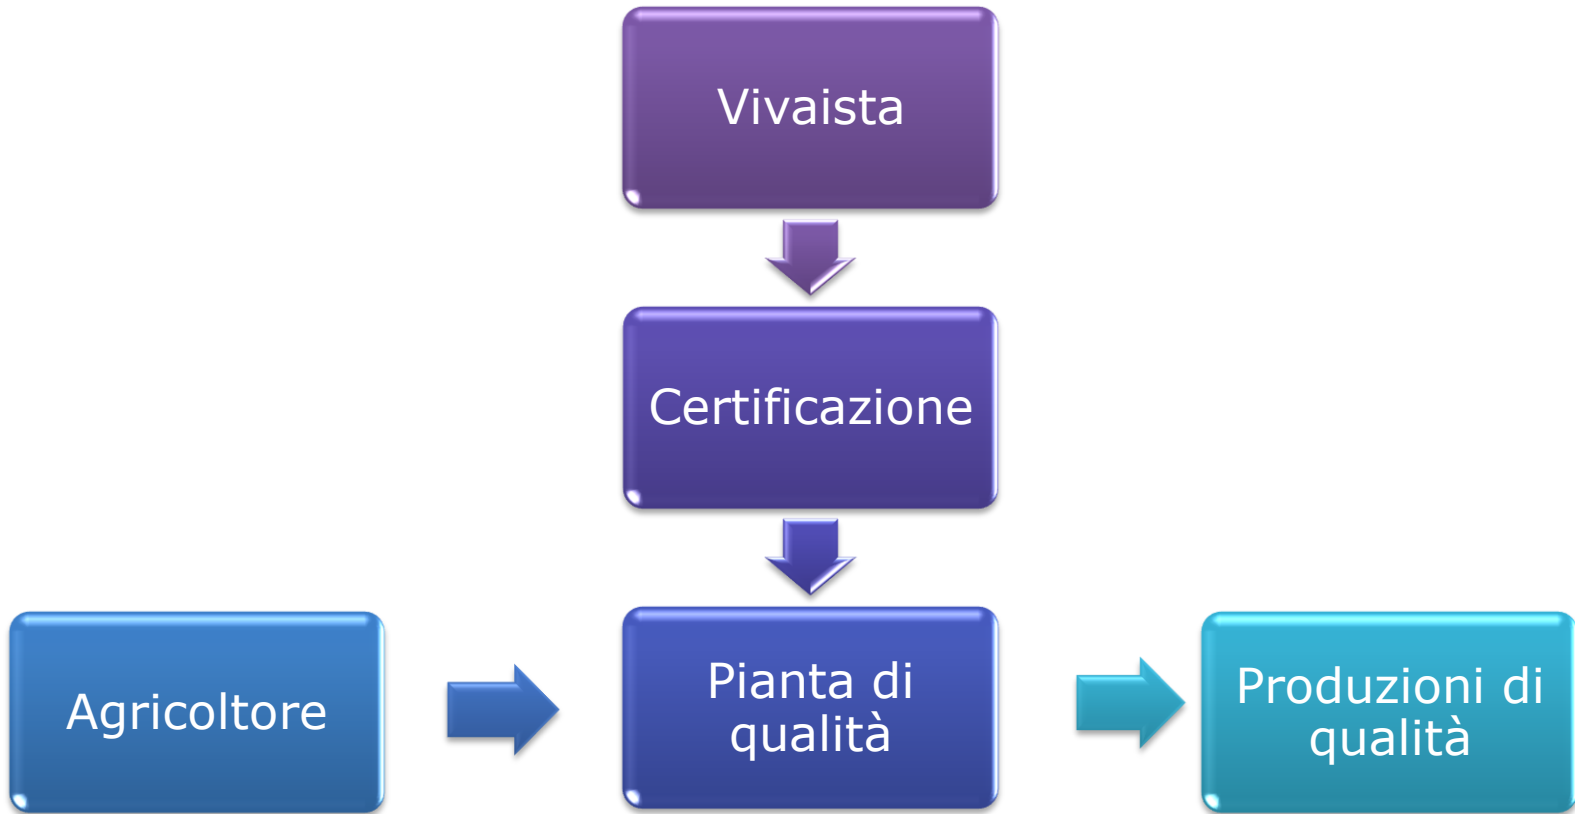 Vivaista
Certificazione
Agricoltore
Pianta di
qualità
Produzioni di
qualità